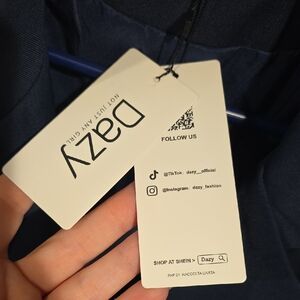 Dazy
NOT JUST ANY GIRL
FOLLOW US
@TikTok : dazy__official
@Instagram : dazy_fashion
SHOP AT SHEIN > Dazy